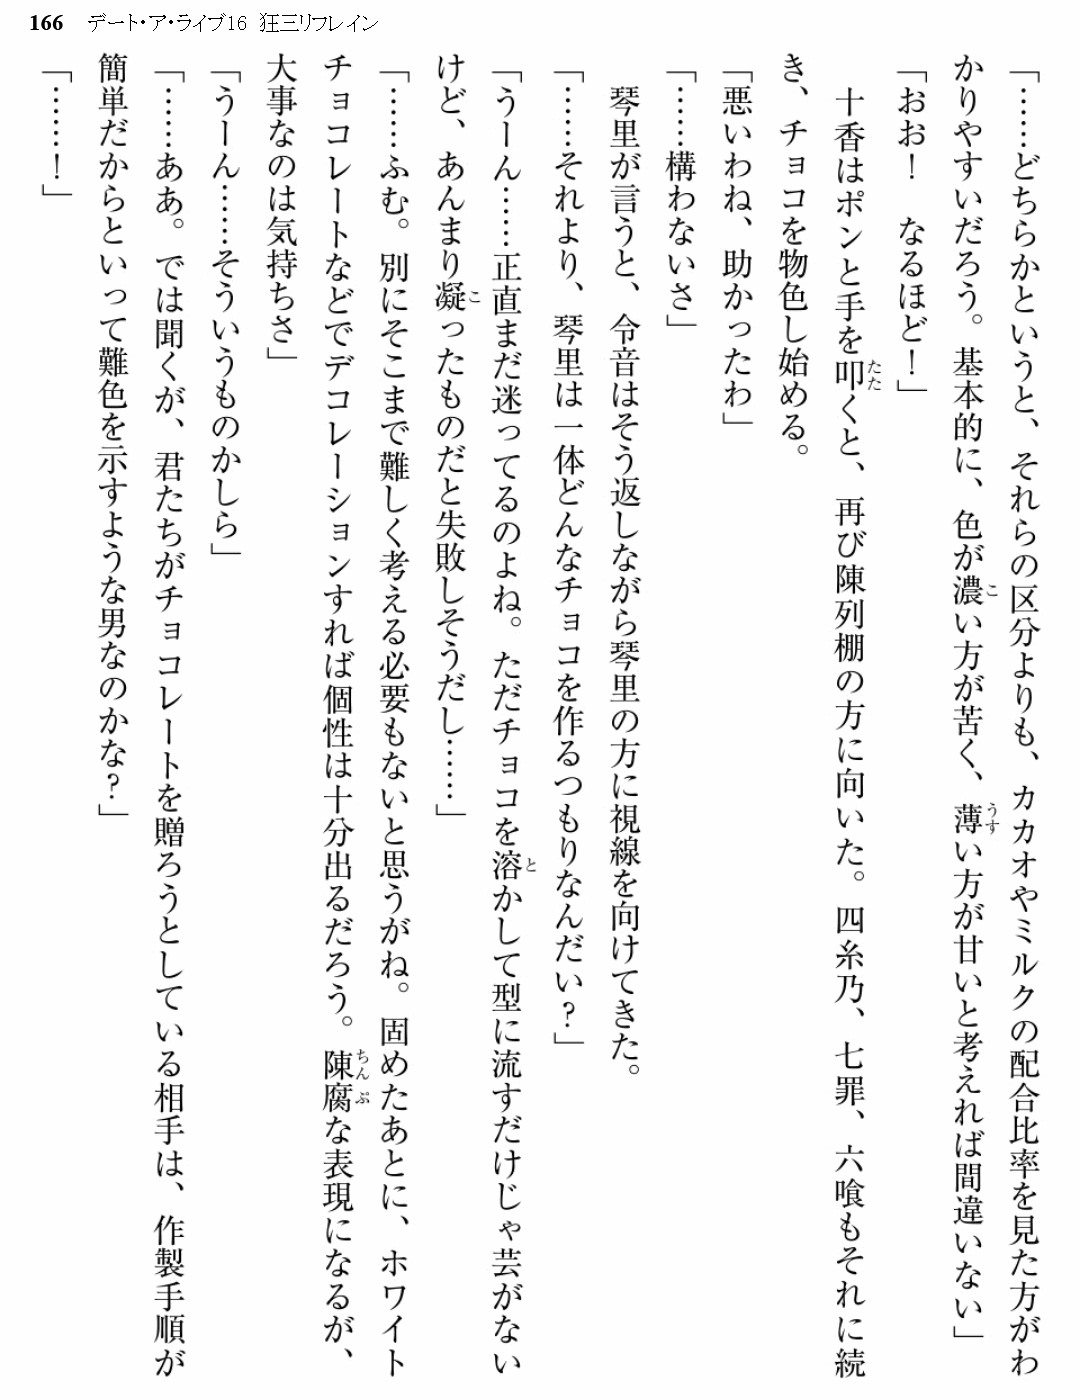 166 デート・ア・ライブ16 狂三リフレイン
「……どちらかというと、それらの区分よりも、カカオやミルクの配合比率を見た方がわ
かりやすいだろう。基本的に、色が濃い方が苦く、薄い方が甘いと考えれば間違いない」
「おお！　なるほど！」
　十香はポンと手を叩くと、再び陳列棚の方に向いた。四糸乃、七罪、六喰もそれに続
き、チョコを物色し始める。
「悪いわね、助かったわ」
「……構わないさ」
　琴里が言うと、令音はそう返しながら琴里の方に視線を向けてきた。
「……それより、琴里は一体どんなチョコを作るつもりなんだい？」
「うーん……正直まだ迷ってるのよね。ただチョコを溶かして型に流すだけじゃ芸がない
けど、あんまり凝ったものだと失敗しそうだし……」
「……ふむ。別にそこまで難しく考える必要もないと思うがね。固めたあとに、ホワイト
チョコレートなどでデコレーションすれば個性は十分出るだろう。陳腐な表現になるが、
大事なのは気持ちさ」
「うーん……そういうものかしら」
「……ああ。では聞くが、君たちがチョコレートを贈ろうとしている相手は、作製手順が
簡単だからといって難色を示すような男なのかな？」
「……！」